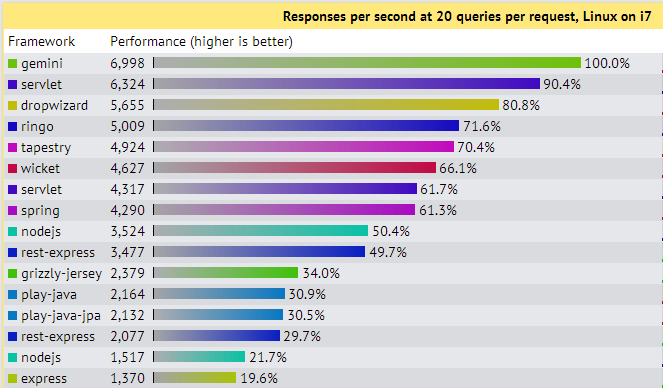 Responses per second at 20 queries per request, Linux on i7
Framework Performance (higher is better)
gemini 6,998 100.0%
servlet 6,324 90.4%
dropwizard 5,655 80.8%
ringo 5,009 71.6%
tapestry 4,924 70.4%
wicket 4,627 66.1%
servlet 4,317 61.7%
spring 4,290 61.3%
nodejs 3,524 50.4%
rest-express 3,477 49.7%
grizzly-jersey 2,379 34.0%
play-java 2,164 30.9%
play-java-jpa 2,132 30.5%
rest-express 2,077 29.7%
nodejs 1,517 21.7%
express 1,370 19.6%